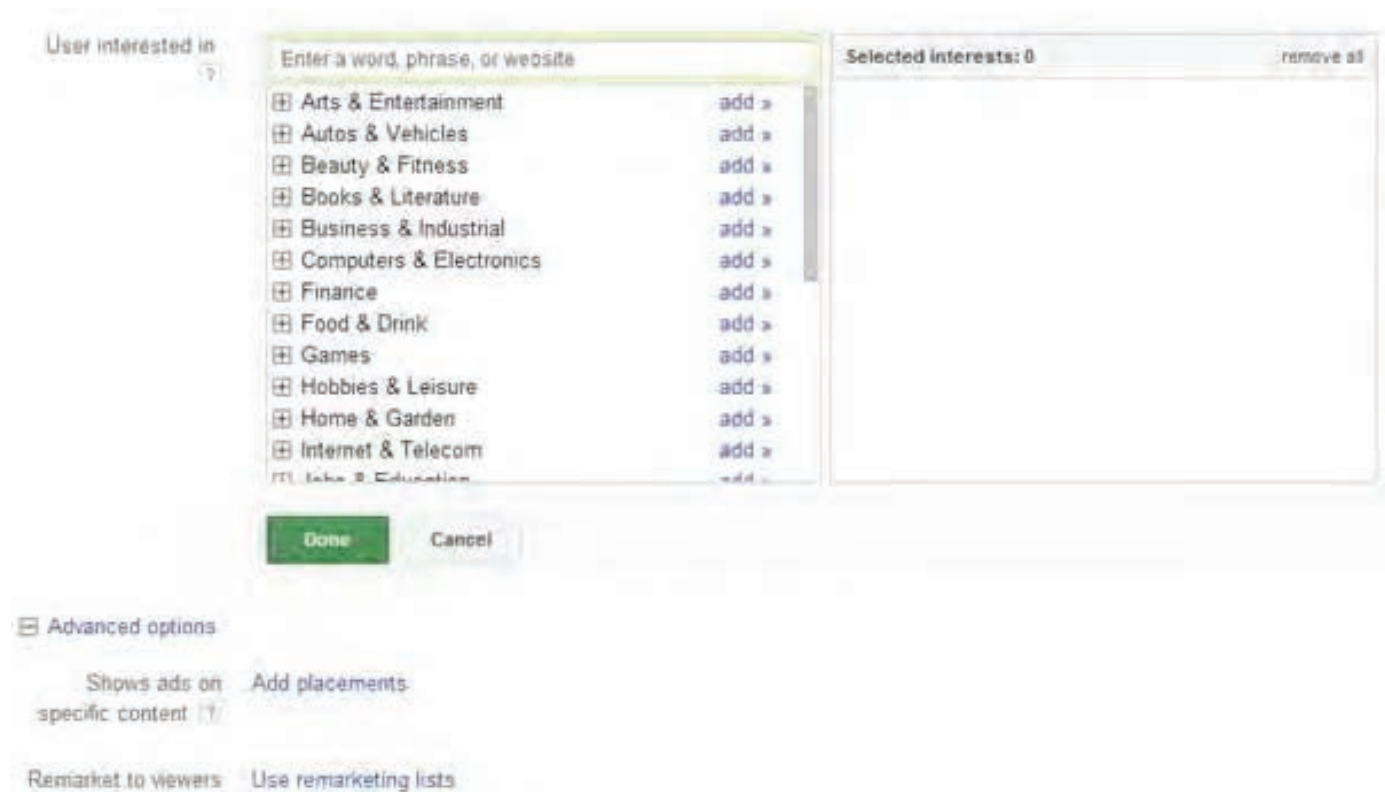 User interested in
?
Enter a word, phrase, or website
Selected interests: 0
remove all
Arts & Entertainment add »
Autos & Vehicles add »
Beauty & Fitness add »
Books & Literature add »
Business & Industrial add »
Computers & Electronics add »
Finance add »
Food & Drink add »
Games add »
Hobbies & Leisure add »
Home & Garden add »
Internet & Telecom add »
Jobs & Education add »
Done Cancel
Advanced options
Shows ads on Add placements
specific content ?
Remarket to viewers Use remarketing lists